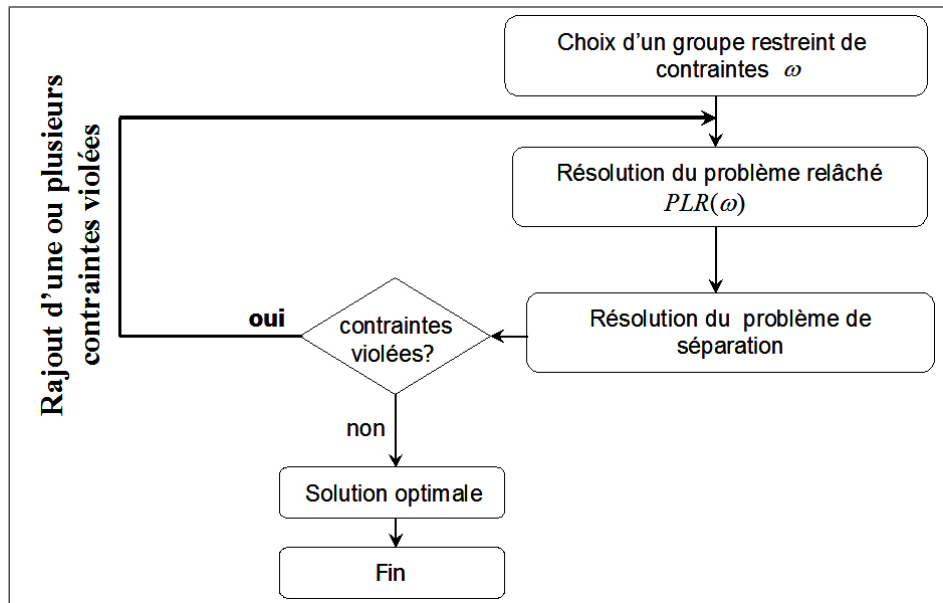 Choix d'un groupe restreint de
contraintes ω
Résolution du problème relâché
PLR(ω)
Résolution du problème de
séparation
contraintes
violées?
oui
Rajout d'une ou plusieurs
contraintes violées
non
Solution optimale
Fin